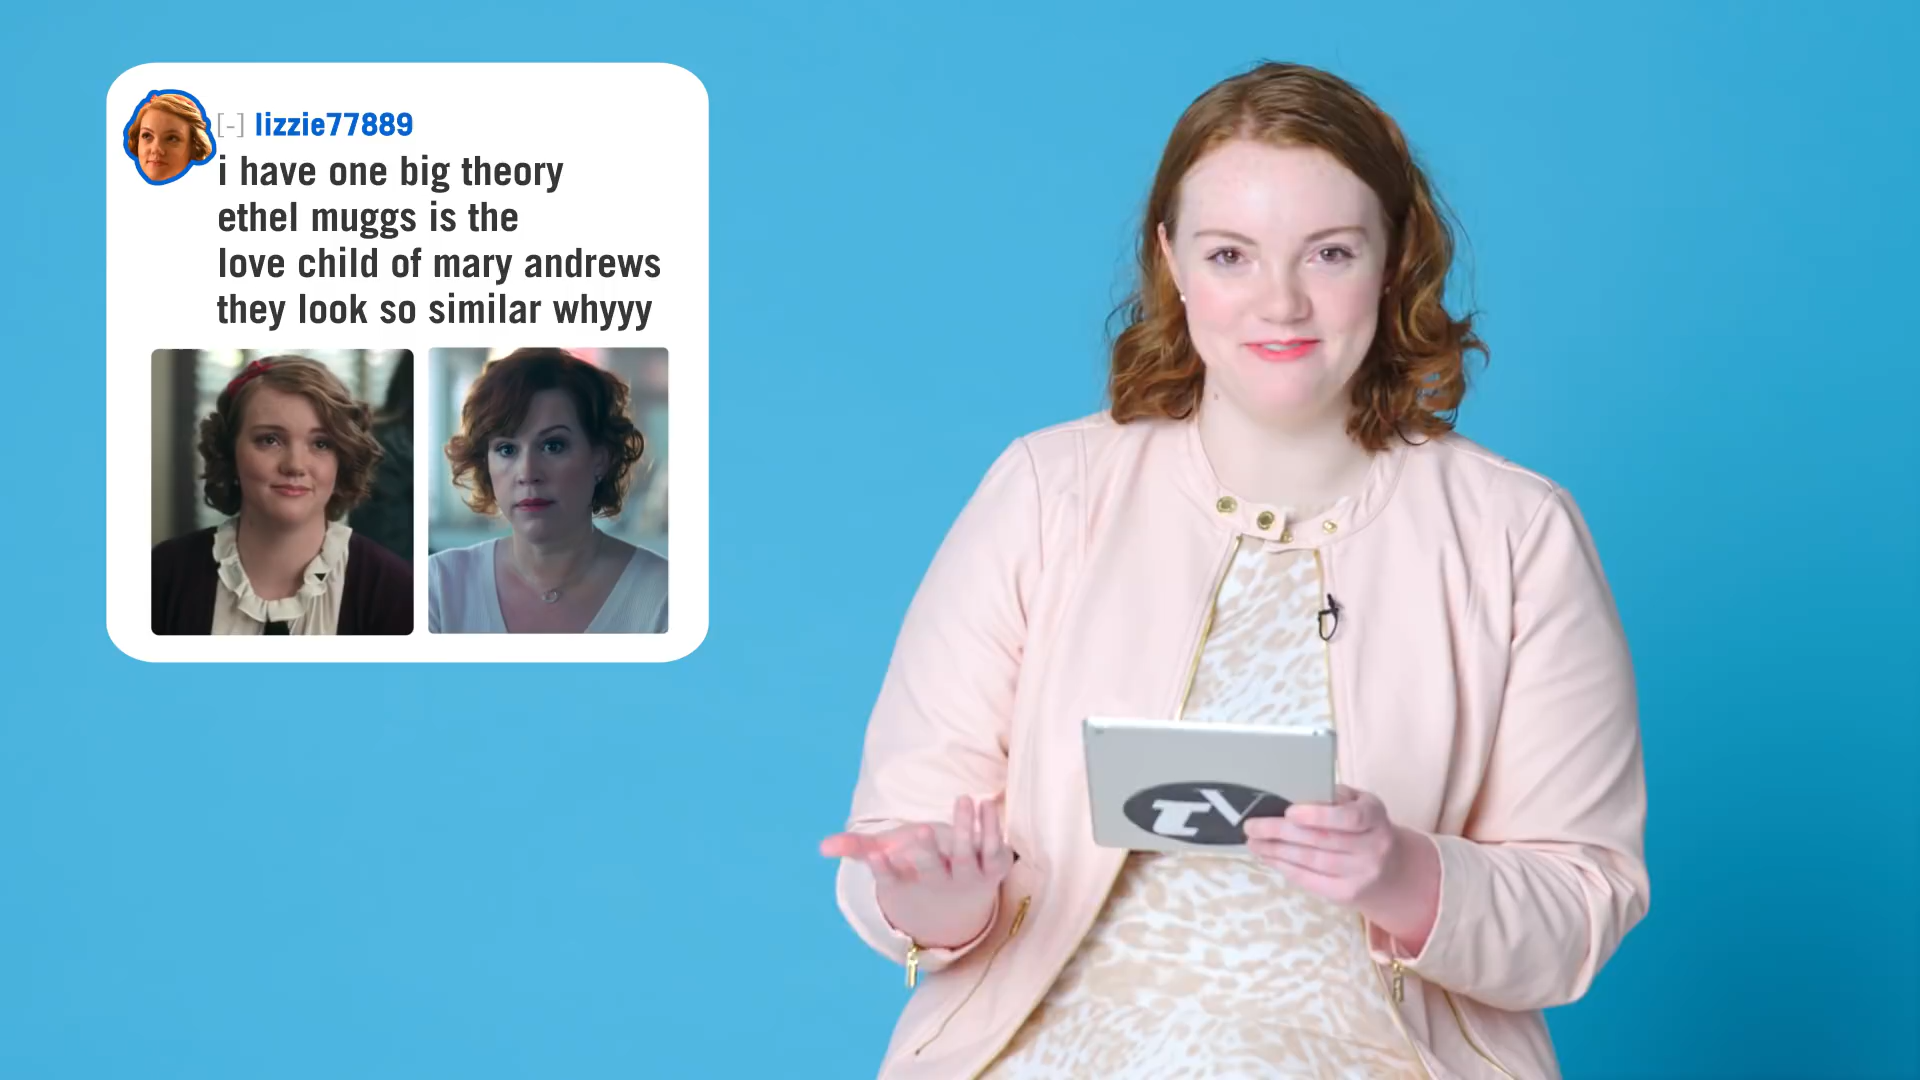 [-] lizzie77889
i have one big theory
ethel muggs is the
love child of mary andrews
they look so similar whyyy
tV